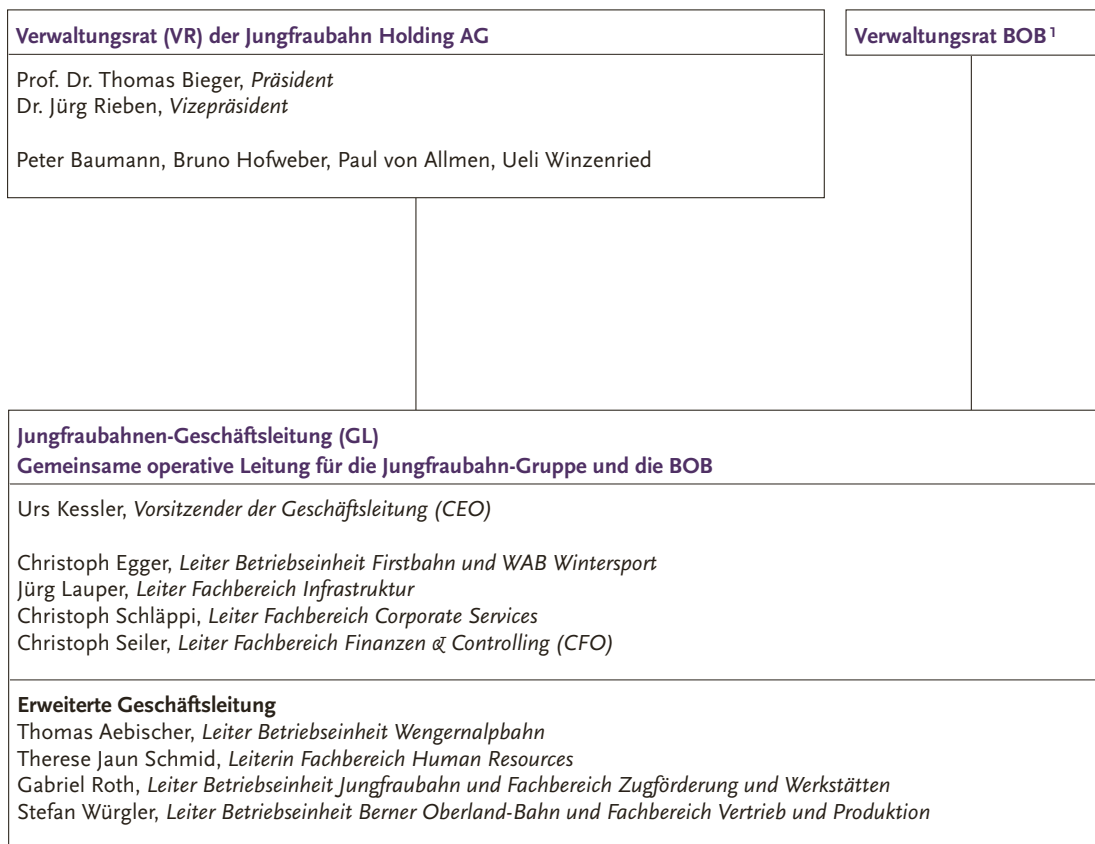 Verwaltungsrat (VR) der Jungfraubahn Holding AG
Prof. Dr. Thomas Bieger, Präsident
Dr. Jürg Rieben, Vizepräsident
Peter Baumann, Bruno Hofweber, Paul von Allmen, Ueli Winzenried
Verwaltungsrat BOB¹
Jungfraubahnen-Geschäftsleitung (GL)
Gemeinsame operative Leitung für die Jungfraubahn-Gruppe und die BOB
Urs Kessler, Vorsitzender der Geschäftsleitung (CEO)
Christoph Egger, Leiter Betriebseinheit Firstbahn und WAB Wintersport
Jürg Lauper, Leiter Fachbereich Infrastruktur
Christoph Schläppi, Leiter Fachbereich Corporate Services
Christoph Seiler, Leiter Fachbereich Finanzen & Controlling (CFO)
Erweiterte Geschäftsleitung
Thomas Aebischer, Leiter Betriebseinheit Wengernalpbahn
Therese Jaun Schmid, Leiterin Fachbereich Human Resources
Gabriel Roth, Leiter Betriebseinheit Jungfraubahn und Fachbereich Zugförderung und Werkstätten
Stefan Würgler, Leiter Betriebseinheit Berner Oberland-Bahn und Fachbereich Vertrieb und Produktion